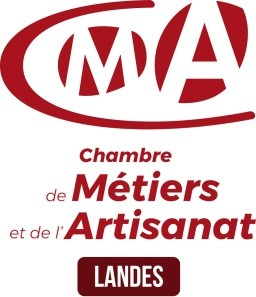 CMA
Chambre
de Métiers
et de l'Artisanat
LANDES